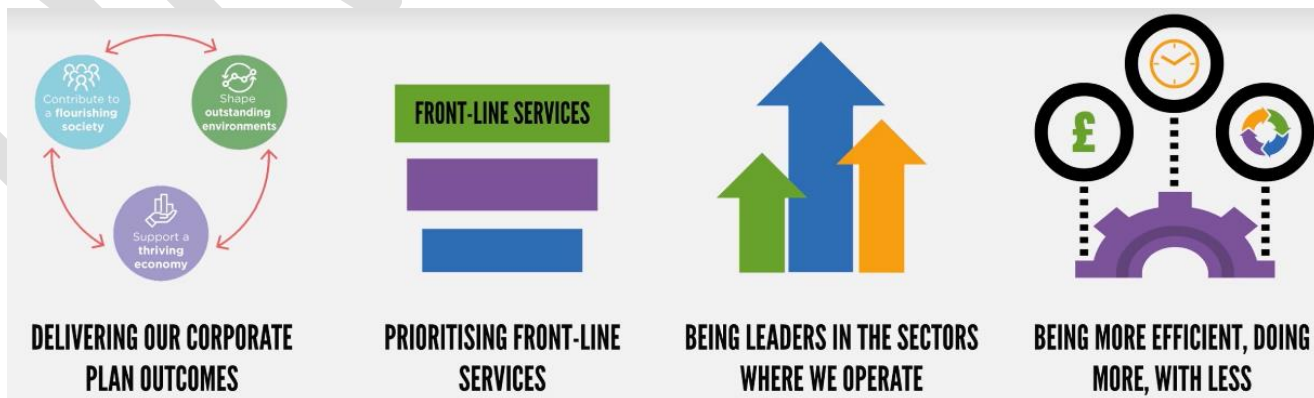 Contribute to
a flourishing
society
Shape
outstanding
environments
Support a
thriving
economy
DELIVERING OUR CORPORATE
PLAN OUTCOMES
FRONT-LINE SERVICES
PRIORITISING FRONT-LINE
SERVICES
BEING LEADERS IN THE SECTORS
WHERE WE OPERATE
£
BEING MORE EFFICIENT, DOING
MORE, WITH LESS